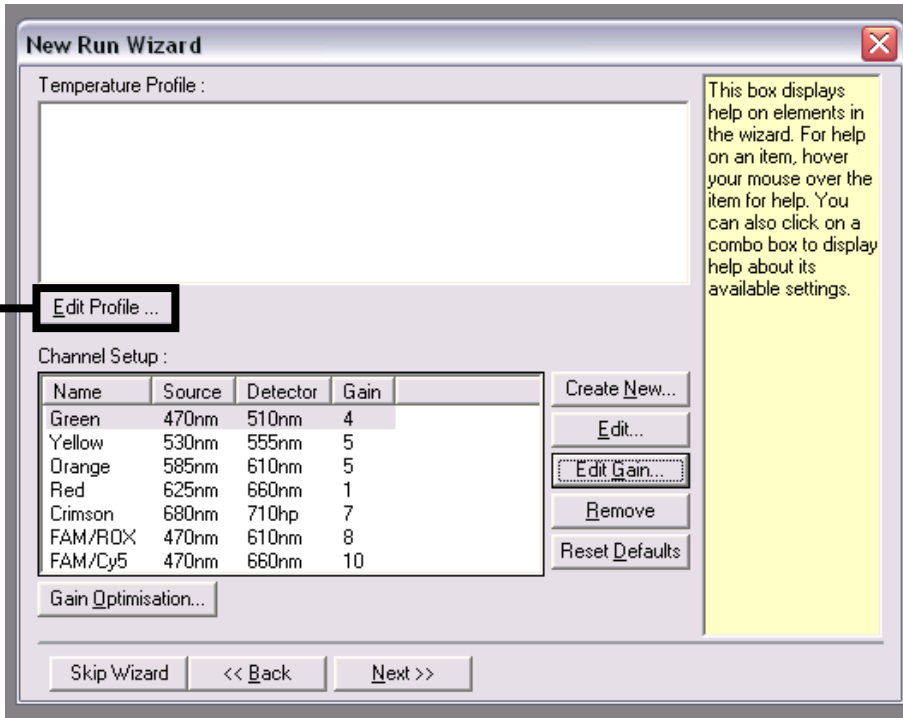 New Run Wizard
Temperature Profile :
Edit Profile ...
Channel Setup :
Name Source Detector Gain
Green 470nm 510nm 4
Yellow 530nm 555nm 5
Orange 585nm 610nm 5
Red 625nm 660nm 1
Crimson 680nm 710hp 7
FAM/ROX 470nm 610nm 8
FAM/Cy5 470nm 660nm 10
Create New...
Edit...
Edit Gain...
Remove
Reset Defaults
Gain Optimisation...
Skip Wizard << Back Next >>
This box displays
help on elements in
the wizard. For help
on an item, hover
your mouse over the
item for help. You
can also click on a
combo box to display
help about its
available settings.